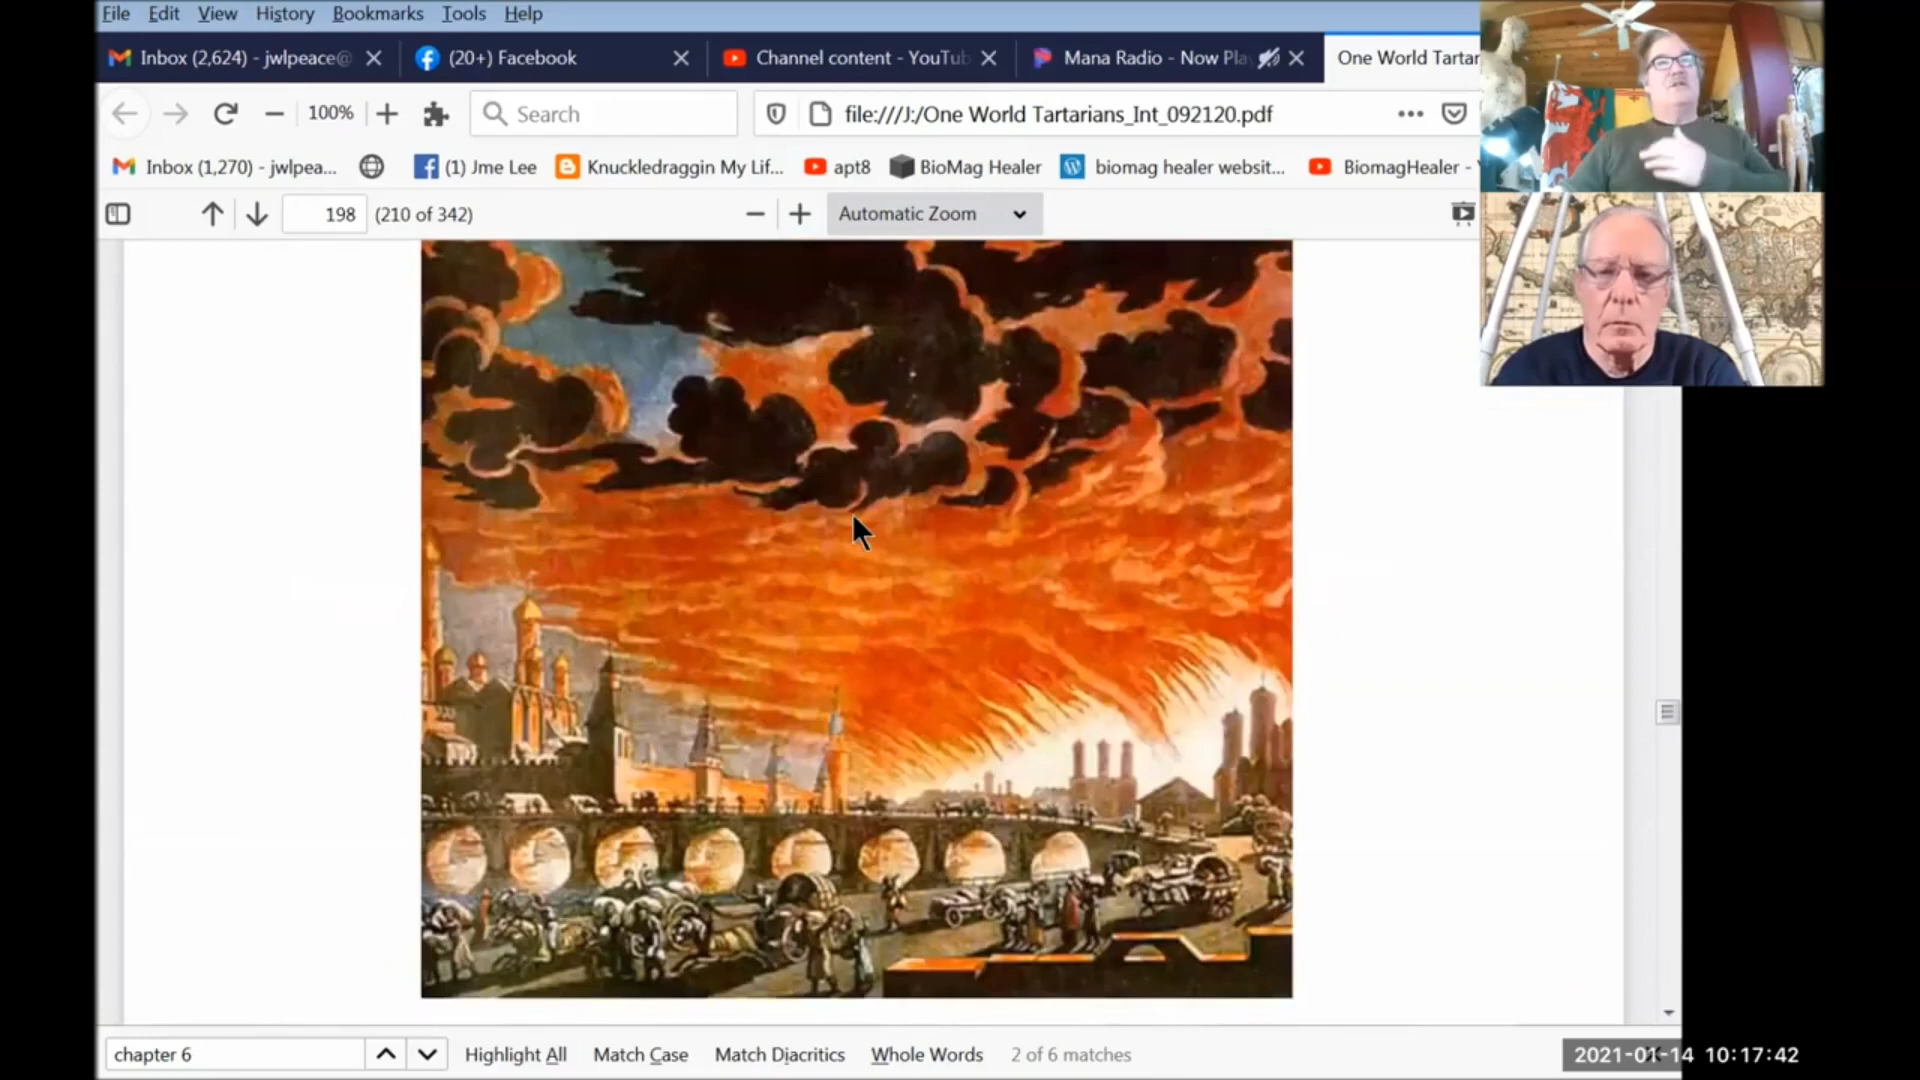 File Edit View History Bookmarks Tools Help
Inbox (2,624) - jwlpeace@ (20+) Facebook Channel content - YouTub Mana Radio - Now Pla One World Tartar
100% Search file:///J:/One World Tartarians_Int_092120.pdf
Inbox (1,270) - jwlpea... (1) Jme Lee Knuckledraggin My Lif... apt8 BioMag Healer biomag healer websit... BiomagHealer -
198 (210 of 342) Automatic Zoom
chapter 6 Highlight All Match Case Match Diacritics Whole Words 2 of 6 matches
2021-01-14 10:17:42